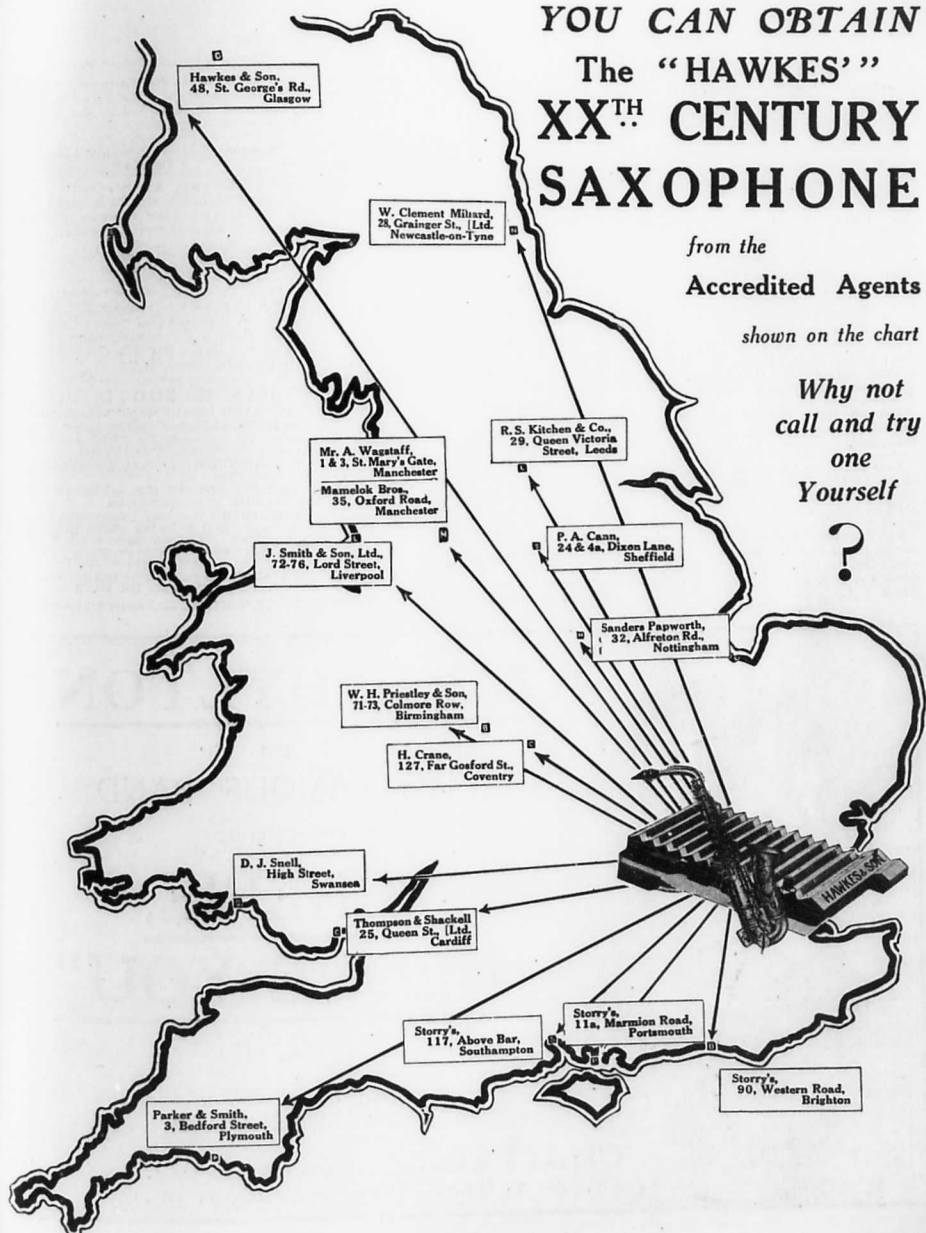 YOU CAN OBTAIN
The "HAWKES'"
XXTH CENTURY
SAXOPHONE
from the
Accredited Agents
shown on the chart
Why not
call and try
one
Yourself
?
Hawkes & Son,
48, St. George's Rd.,
Glasgow
W. Clement Millard,
28, Grainger St., [Ltd.
Newcastle-on-Tyne
R. S. Kitchen & Co.,
29, Queen Victoria
Street, Leeds
Mr. A. Wagstaff,
1 & 3, St. Mary's Gate,
Manchester
Mamelok Bros.,
35, Oxford Road,
Manchester
P. A. Cann,
24 & 4a, Dixon Lane,
Sheffield
J. Smith & Son, Ltd.,
72-76, Lord Street,
Liverpool
Sanders Papworth,
32, Alfreton Rd.,
Nottingham
W. H. Priestley & Son,
71-73, Colmore Row,
Birmingham
H. Crane,
127, Far Gosford St.,
Coventry
HAWKES & SON
D. J. Snell,
High Street,
Swansea
Thompson & Shackell
25, Queen St., [Ltd.
Cardiff
Storry's,
117, Above Bar,
Southampton
Storry's,
11a, Marmion Road,
Portsmouth
Storry's,
90, Western Road,
Brighton
Parker & Smith,
3, Bedford Street,
Plymouth